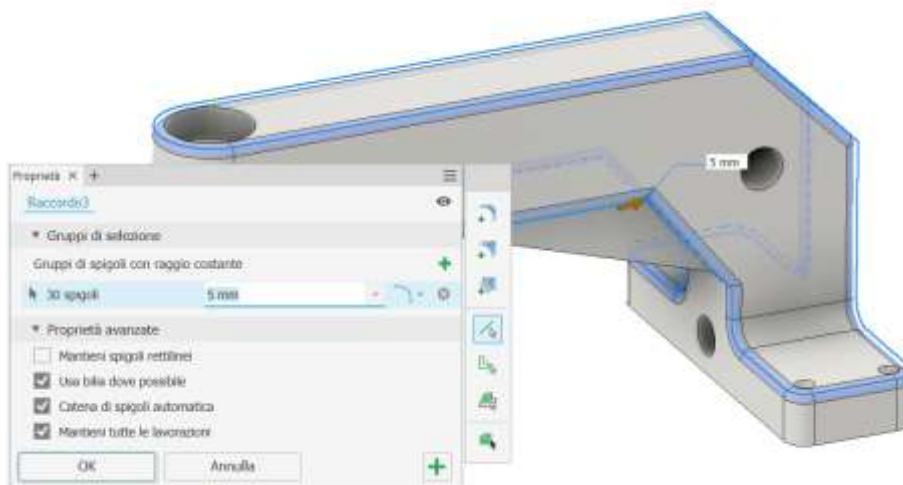 Proprietà × +
Raccordo3
Gruppi di selezione
Gruppi di spigoli con raggio costante
30 spigoli 5 mm
Proprietà avanzate
Mantieni spigoli rettilinei
Usa bilia dove possibile
Catena di spigoli automatica
Mantieni tutte le lavorazioni
OK Annulla
5 mm